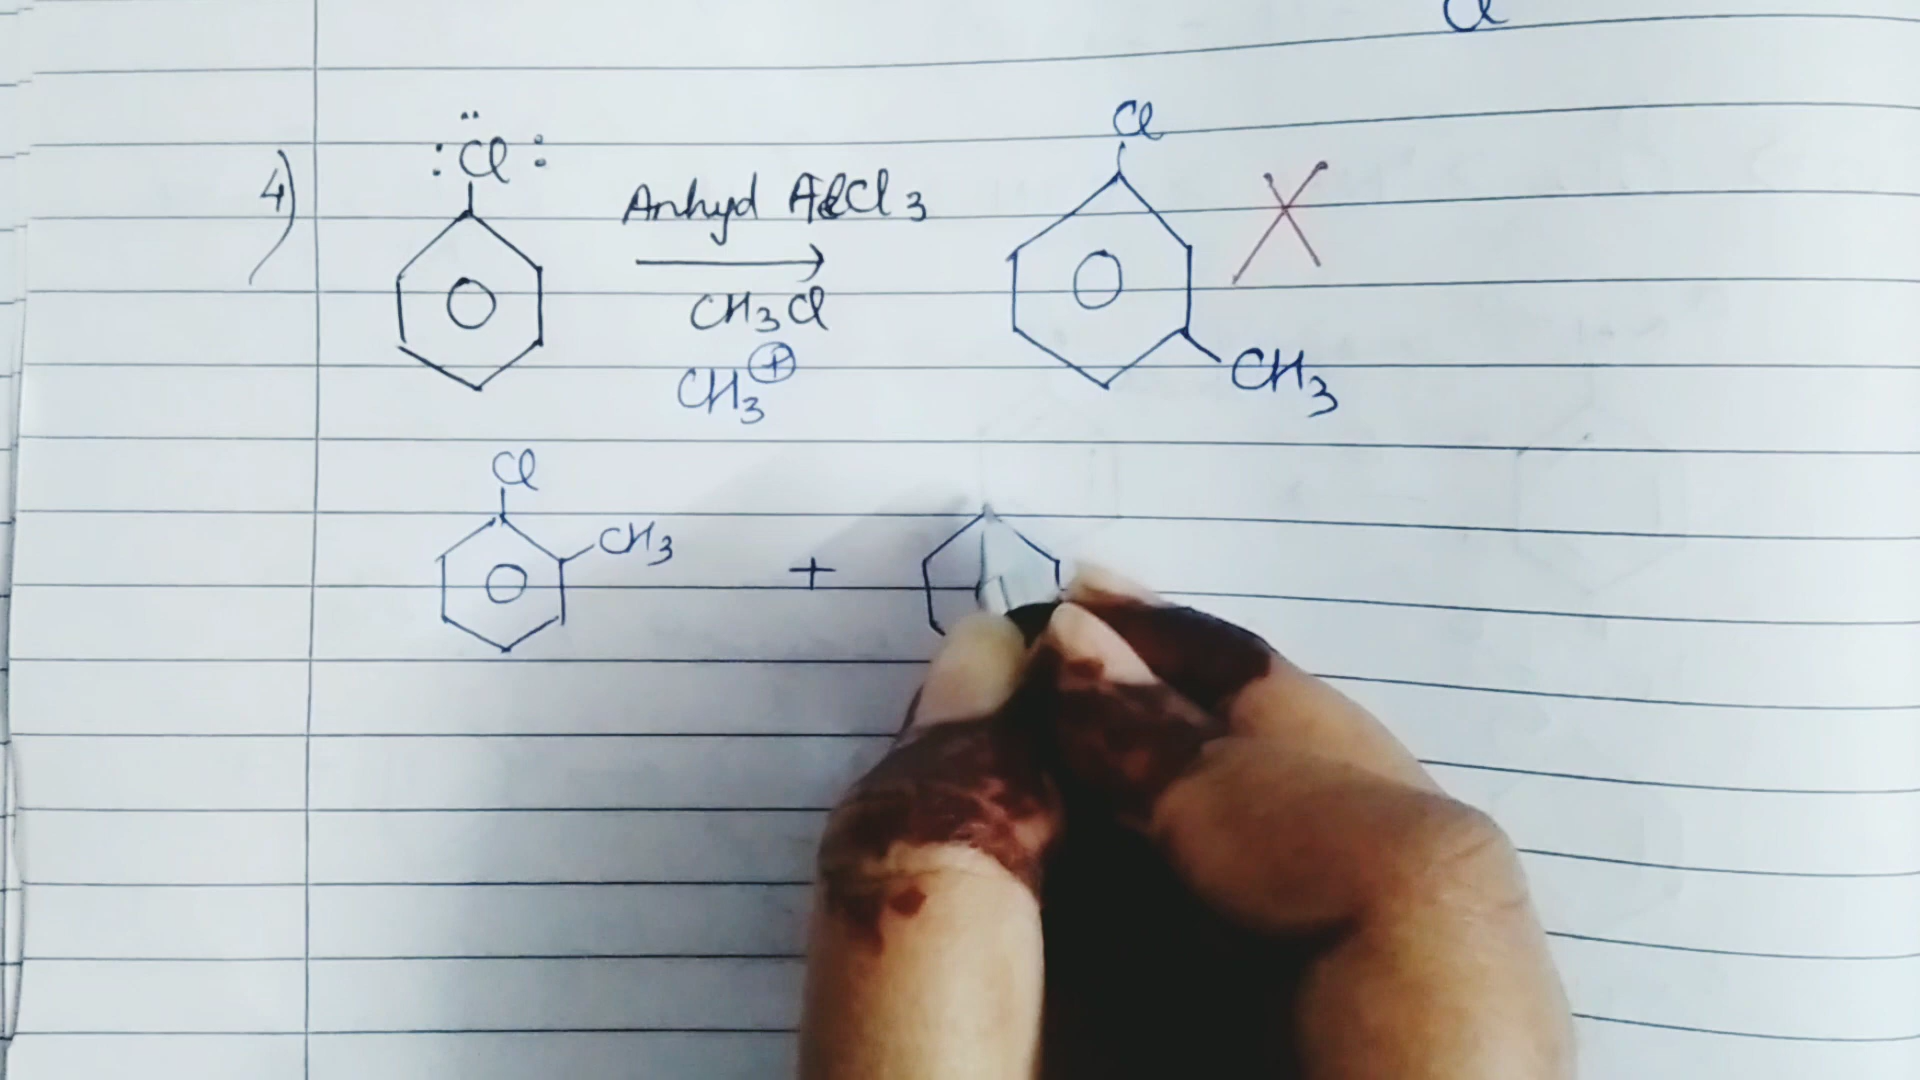 Cl
4) :C̈l: Anhyd AlCl3 Cl
CH3Cl
CH3⊕ CH3
Cl
CH3 +